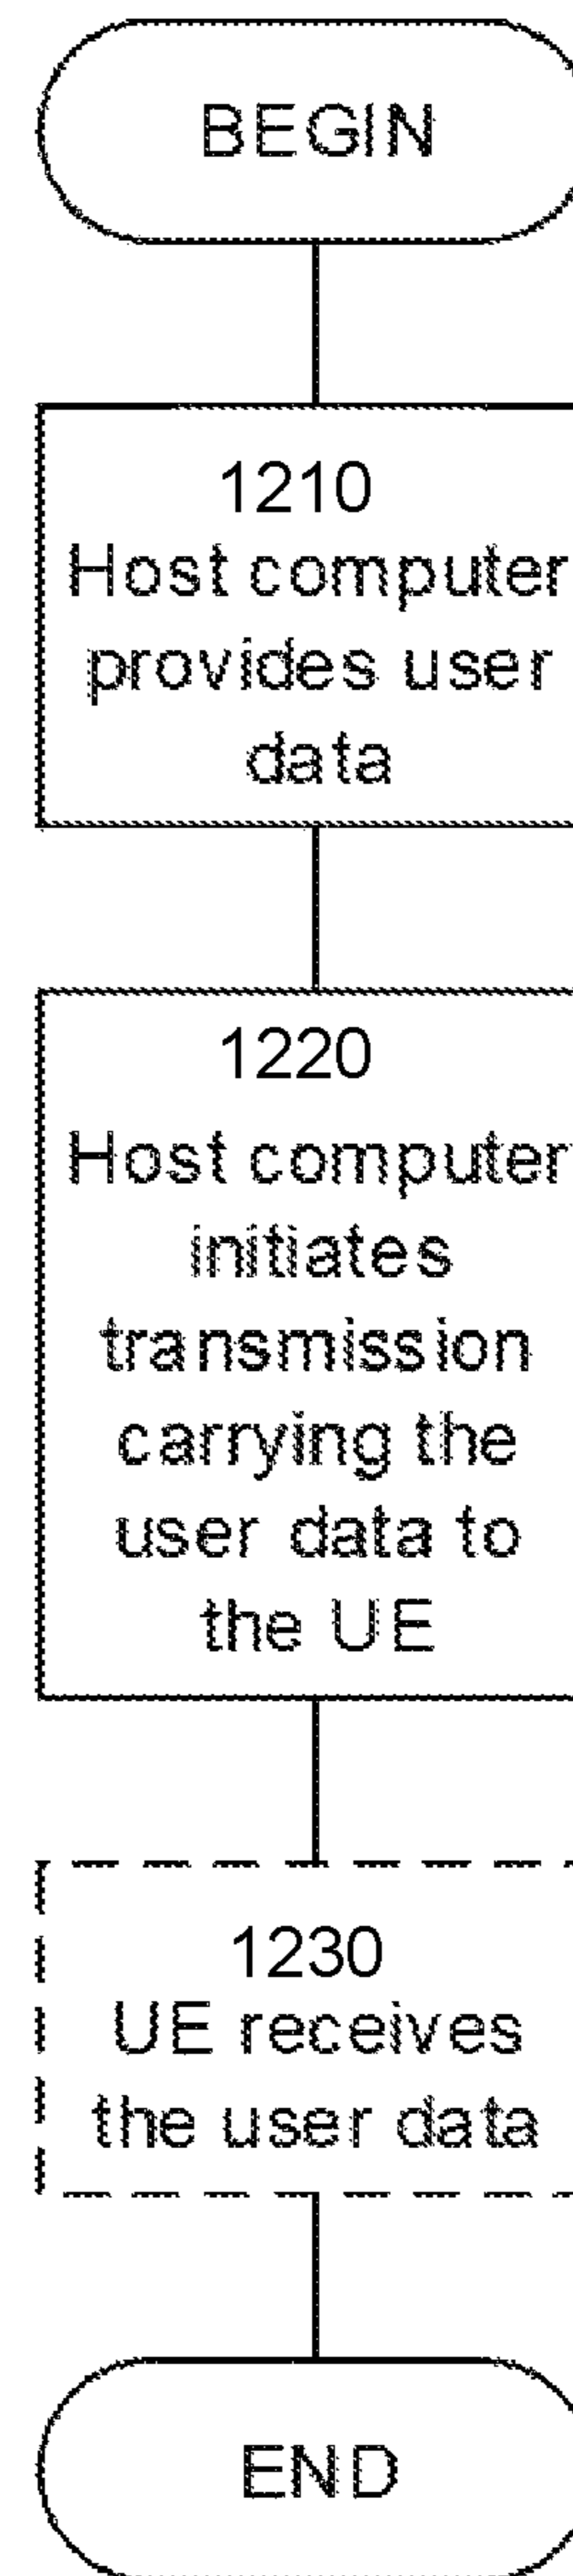 BEGIN
1210
Host computer
provides user
data
1220
Host computer
initiates
transmission
carrying the
user data to
the UE
1230
UE receives
the user data
END